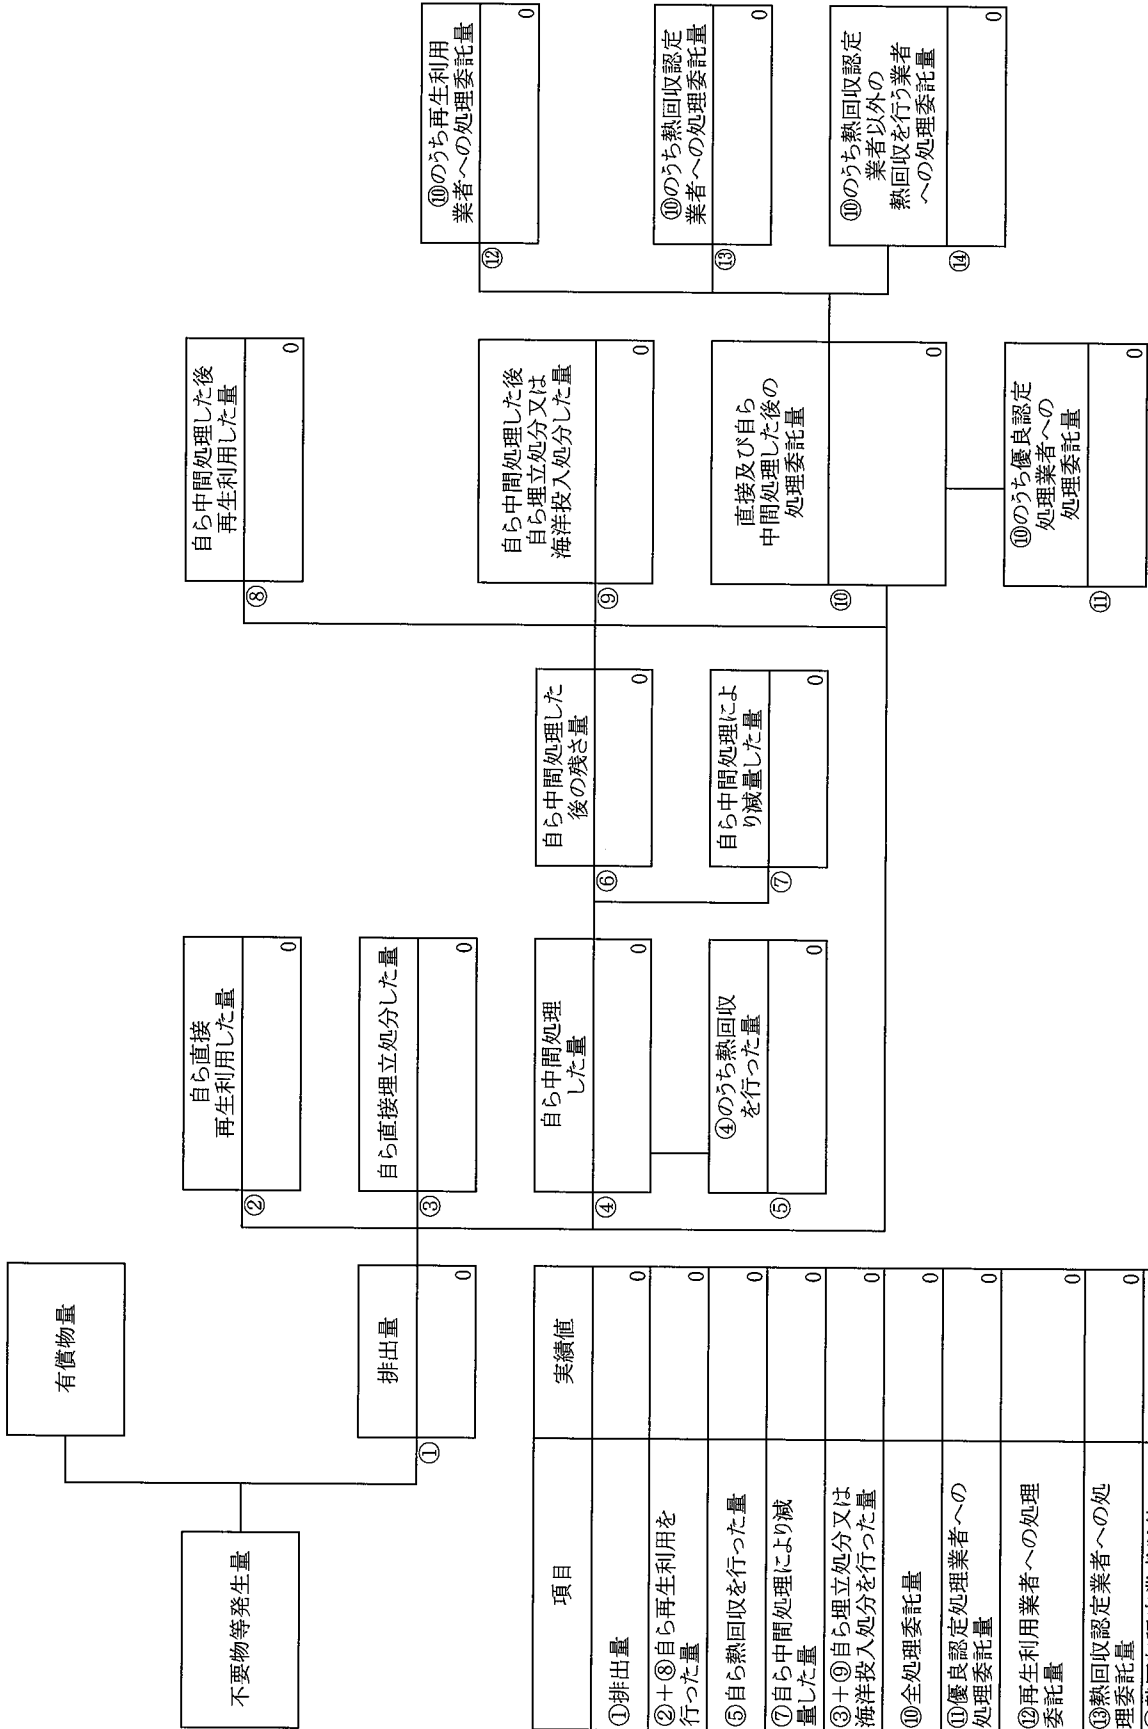 不要物等発生量
有償物量
排出量
①
0
自ら直接
再生利用した量
②
0
自ら直接埋立処分した量
③
0
自ら中間処理
した量
④
0
④のうち熱回収
を行った量
⑤
0
自ら中間処理した
後の残さ量
⑥
0
自ら中間処理によ
り減量した量
⑦
0
自ら中間処理した後
再生利用した量
⑧
0
自ら中間処理した後
自ら埋立処分又は
海洋投入処分した量
⑨
0
直接及び自ら
中間処理した後の
処理委託量
⑩
0
⑩のうち優良認定
処理業者への
処理委託量
⑪
0
⑩のうち再生利用
業者への処理委託量
⑫
0
⑩のうち熱回収認定
業者への処理委託量
⑬
0
⑩のうち熱回収認定
業者以外の
熱回収を行う業者
への処理委託量
⑭
0
項目 実績値
①排出量 0
②+⑧自ら再生利用を
行った量 0
⑤自ら熱回収を行った量 0
⑦自ら中間処理により減
量した量 0
③+⑨自ら埋立処分又は
海洋投入処分を行った量 0
⑩全処理委託量 0
⑪優良認定処理業者への
処理委託量 0
⑫再生利用業者への処理
委託量 0
⑬熱回収認定業者への処
理委託量 0